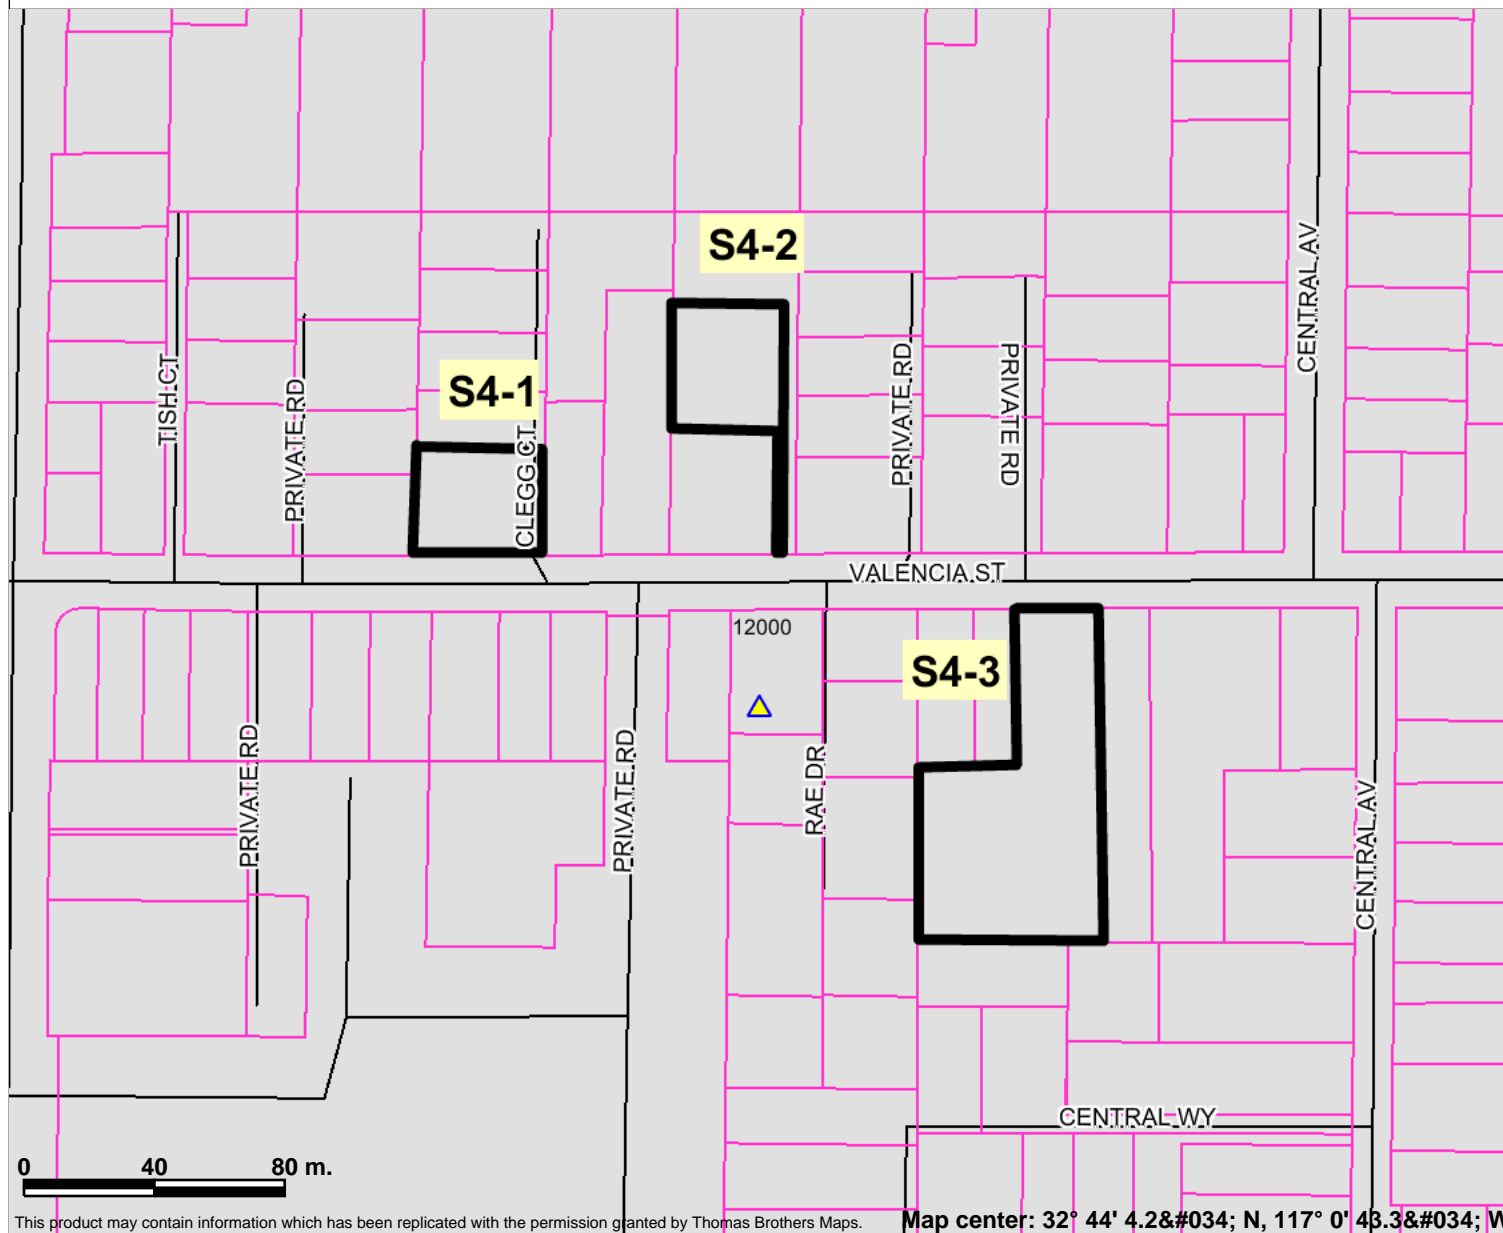 S4-2
CENTRAL AV
S4-1
TISH CT
PRIVATE RD
PRIVATE RD
PRIVATE RD
CLEGG CT
VALENCIA ST
12000
S4-3
PRIVATE RD
PRIVATE RD
RAE DR
CENTRAL AV
CENTRAL WY
0 40 80 m.
This product may contain information which has been replicated with the permission granted by Thomas Brothers Maps.
Map center: 32° 44' 4.2&#034; N, 117° 0' 43.3&#034; W